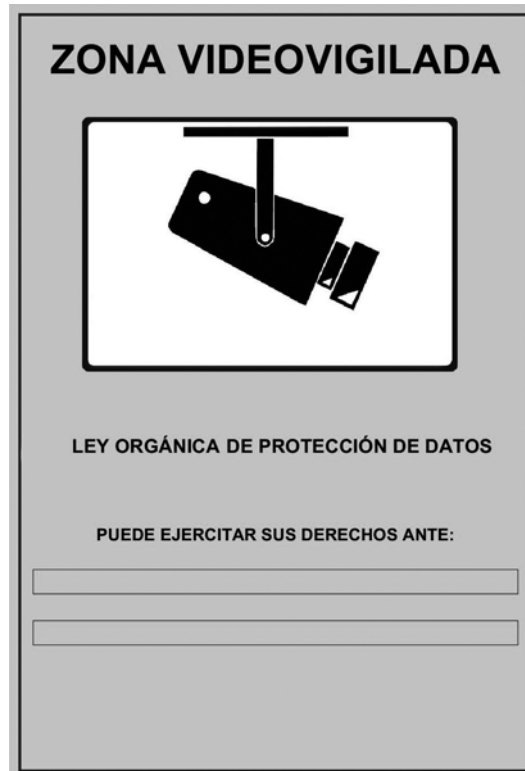 ZONA VIDEOVIGILADA
LEY ORGÁNICA DE PROTECCIÓN DE DATOS
PUEDE EJERCITAR SUS DERECHOS ANTE: